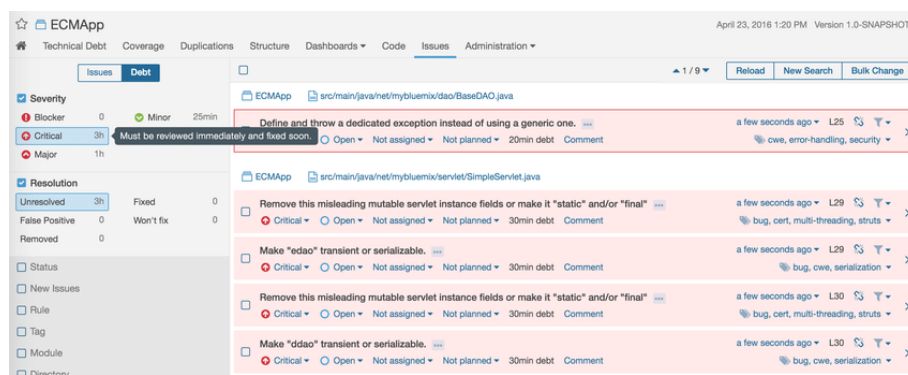 ECMApp
April 23, 2016 1:20 PM Version 1.0-SNAPSHOT
Technical Debt Coverage Duplications Structure Dashboards Code Issues Administration
Issues Debt
1 / 9 Reload New Search Bulk Change
Severity
Blocker 0 Minor 25min
Critical 3h
Must be reviewed immediately and fixed soon.
Major 1h
Resolution
Unresolved 3h Fixed 0
False Positive 0 Won't fix 0
Removed 0
Status
New Issues
Rule
Tag
Module
Directory
ECMApp src/main/java/net/mybluemix/dao/BaseDAO.java
Define and throw a dedicated exception instead of using a generic one. a few seconds ago L25
Open Not assigned Not planned 20min debt Comment cwe, error-handling, security
ECMApp src/main/java/net/mybluemix/servlet/SimpleServlet.java
Remove this misleading mutable servlet instance fields or make it "static" and/or "final" a few seconds ago L29
Critical Open Not assigned Not planned 30min debt Comment bug, cert, multi-threading, struts
Make "edao" transient or serializable. a few seconds ago L29
Critical Open Not assigned Not planned 30min debt Comment bug, cwe, serialization
Remove this misleading mutable servlet instance fields or make it "static" and/or "final" a few seconds ago L30
Critical Open Not assigned Not planned 30min debt Comment bug, cert, multi-threading, struts
Make "ddao" transient or serializable. a few seconds ago L30
Critical Open Not assigned Not planned 30min debt Comment bug, cwe, serialization